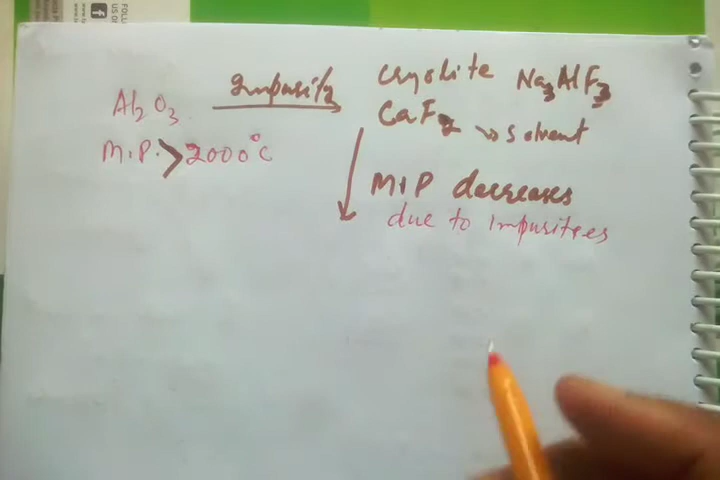 Al2O3 Impurity cryolite Na3AlF3
CaF2 → solvent
M.P. > 2000°C
M.P decreases
due to impurities